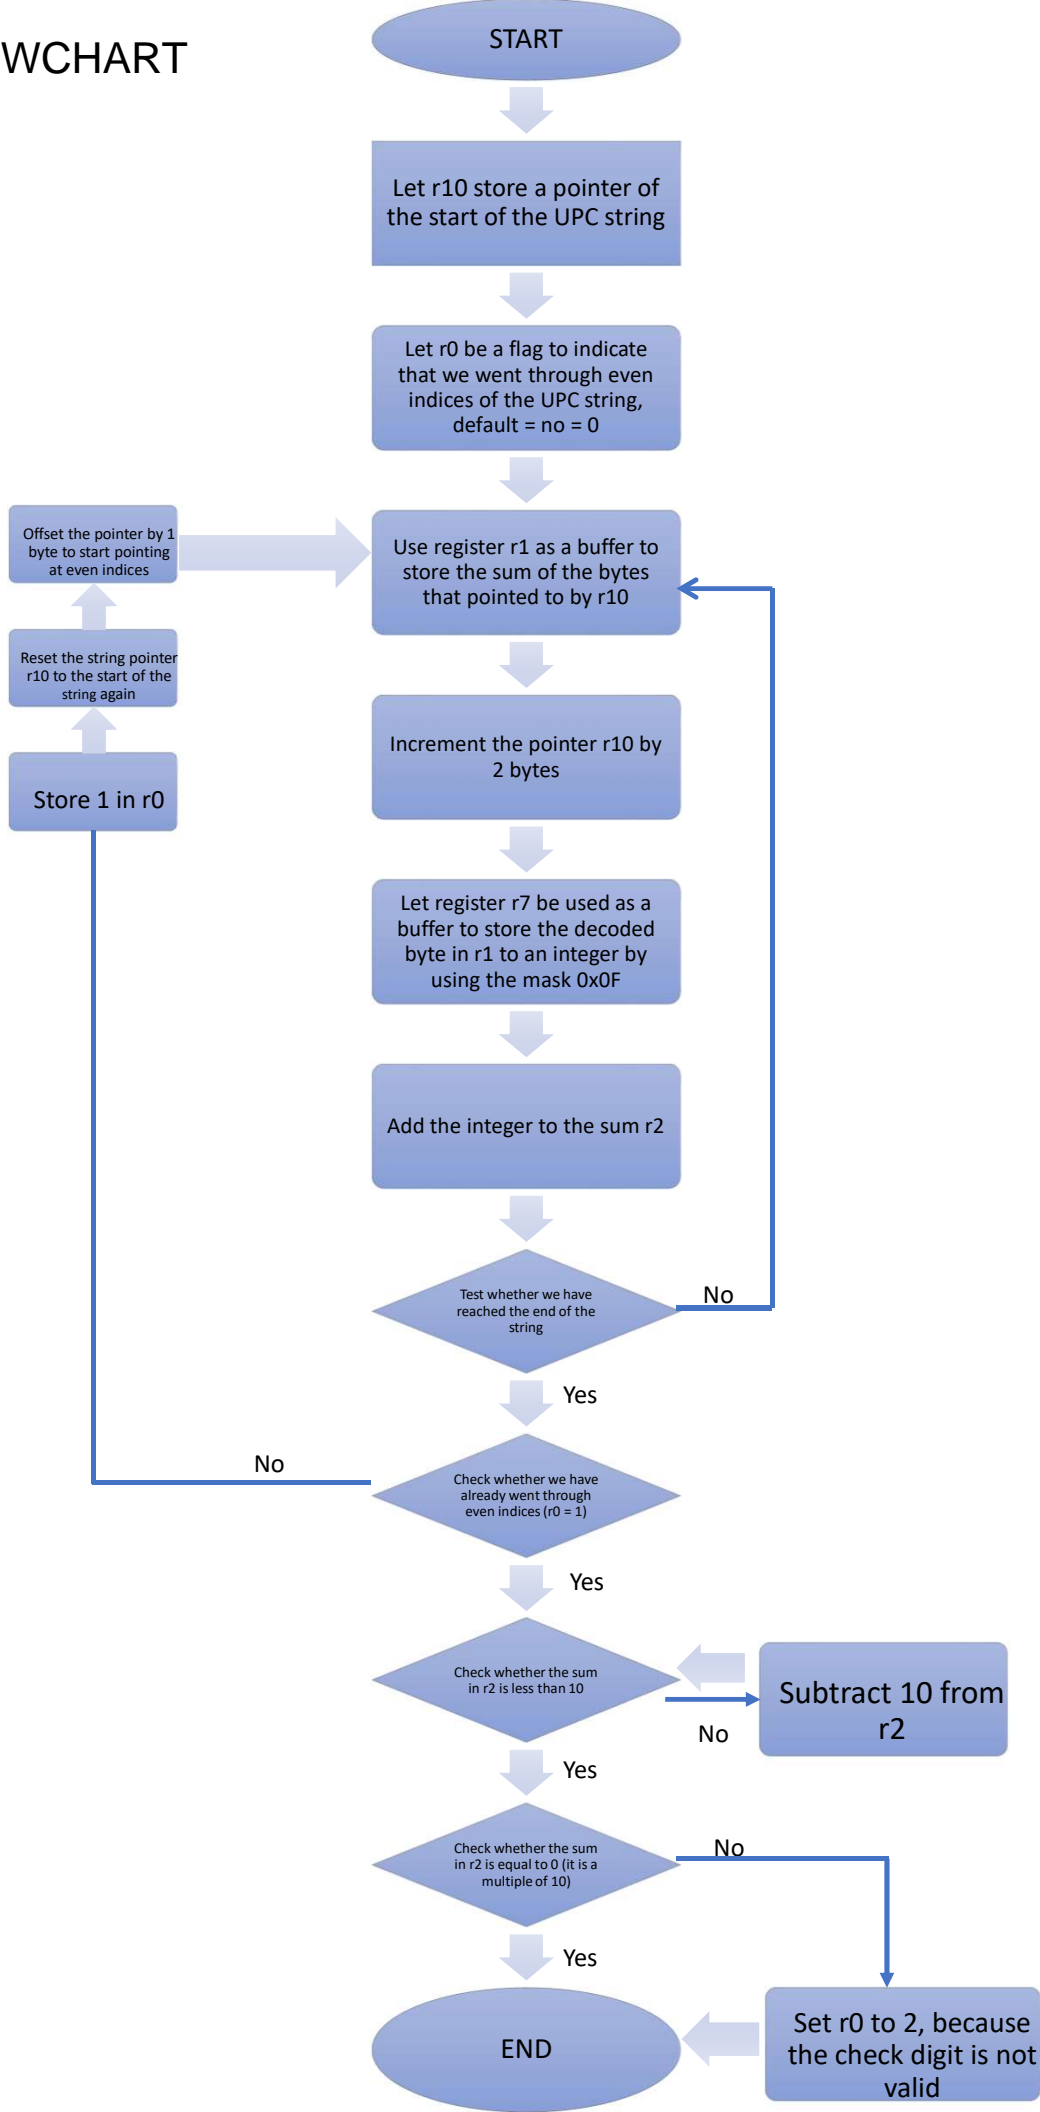 WCHART
START
Let r10 store a pointer of
the start of the UPC string
Let r0 be a flag to indicate
that we went through even
indices of the UPC string,
default = no = 0
Offset the pointer by 1
byte to start pointing
at even indices
Use register r1 as a buffer to
store the sum of the bytes
that pointed to by r10
Reset the string pointer
r10 to the start of the
string again
Increment the pointer r10 by
2 bytes
Store 1 in r0
Let register r7 be used as a
buffer to store the decoded
byte in r1 to an integer by
using the mask 0x0F
Add the integer to the sum r2
Test whether we have
reached the end of the
string
No
Yes
Check whether we have
already went through
even indices (r0 = 1)
No
Yes
Check whether the sum
in r2 is less than 10
No
Subtract 10 from
r2
Yes
Check whether the sum
in r2 is equal to 0 (it is a
multiple of 10)
No
Yes
Set r0 to 2, because
the check digit is not
valid
END